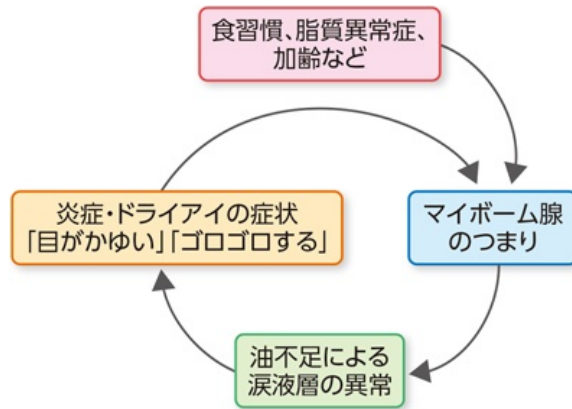 食習慣、脂質異常症、
加齢など
炎症・ドライアイの症状
「目がかゆい」「ゴロゴロする」
マイボーム腺
のつまり
油不足による
涙液層の異常